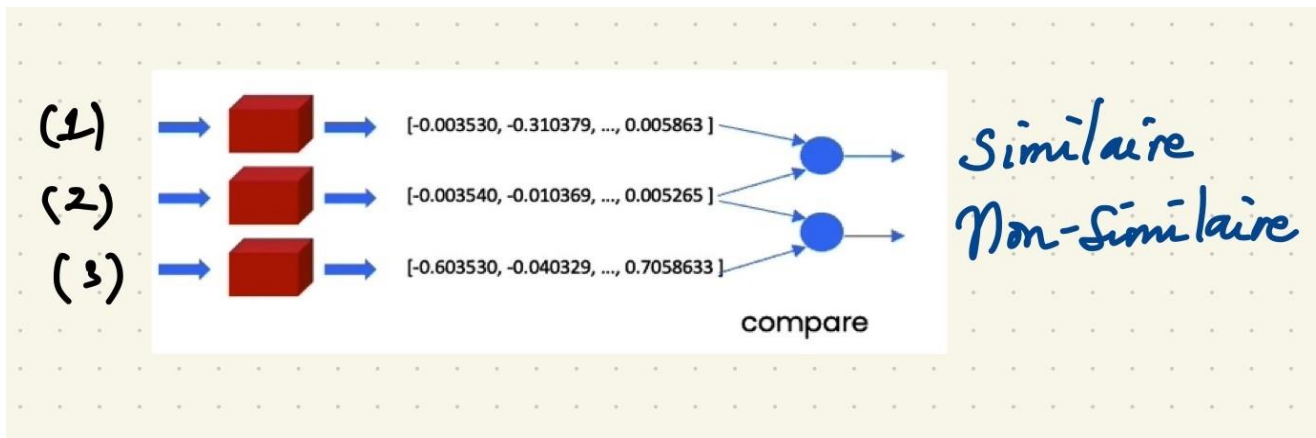 (1) [-0.003530, -0.310379, ..., 0.005863 ] Similaire
(2) [-0.003540, -0.010369, ..., 0.005265 ] Non-Similaire
(3) [-0.603530, -0.040329, ..., 0.7058633 ]
compare